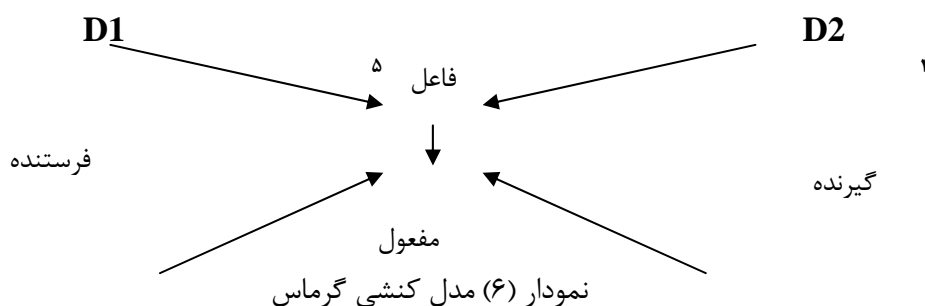 D1 D2
فاعل ۵
فرستنده
گیرنده
مفعول
نمودار (۶) مدل کنشی گرماس